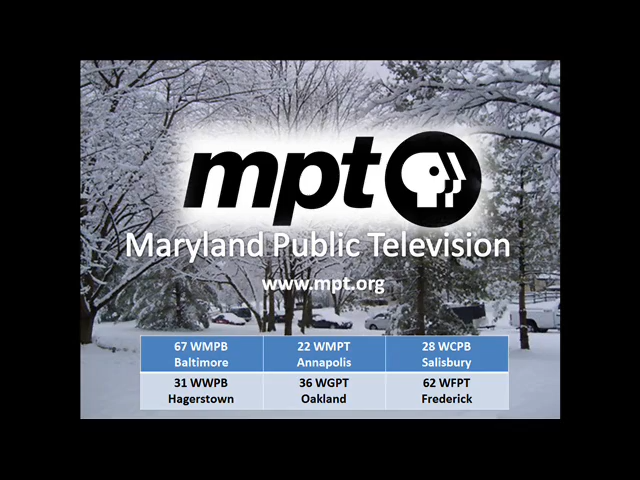 mpt
Maryland Public Television
www.mpt.org
67 WMPB 22 WMPT 28 WCPB
Baltimore Annapolis Salisbury
31 WWPB 36 WGPT 62 WFPT
Hagerstown Oakland Frederick